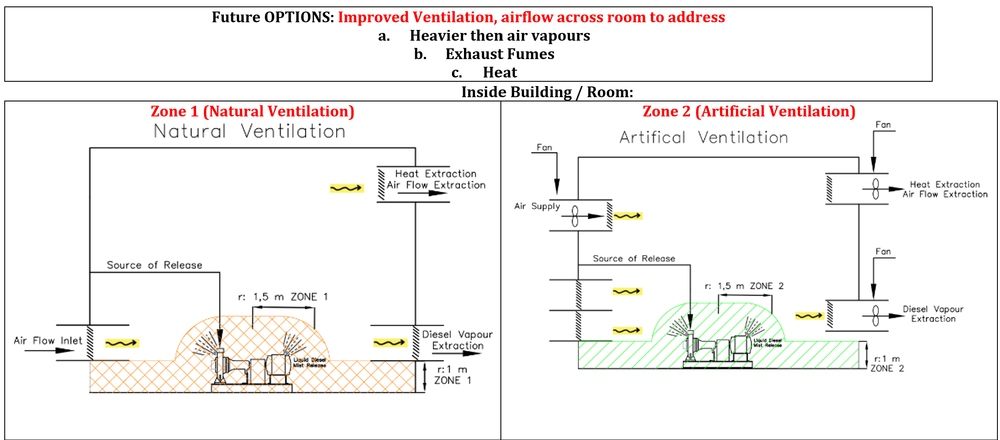 Future OPTIONS: Improved Ventilation, airflow across room to address
a. Heavier then air vapours
b. Exhaust Fumes
c. Heat
Inside Building / Room:
Zone 1 (Natural Ventilation)
Natural Ventilation
Heat Extraction
Air Flow Extraction
Source of Release
r: 1,5 m ZONE 1
Air Flow Inlet
Diesel Vapour
Extraction
Liquid Diesel
Mist Release
r:1 m
ZONE 1
Zone 2 (Artificial Ventilation)
Fan
Artifical Ventilation
Fan
Heat Extraction
Air Flow Extraction
Air Supply
Fan
Source of Release
r: 1,5 m ZONE 2
Diesel Vapour
Extraction
Liquid Diesel
Mist Release
r:1 m
ZONE 2